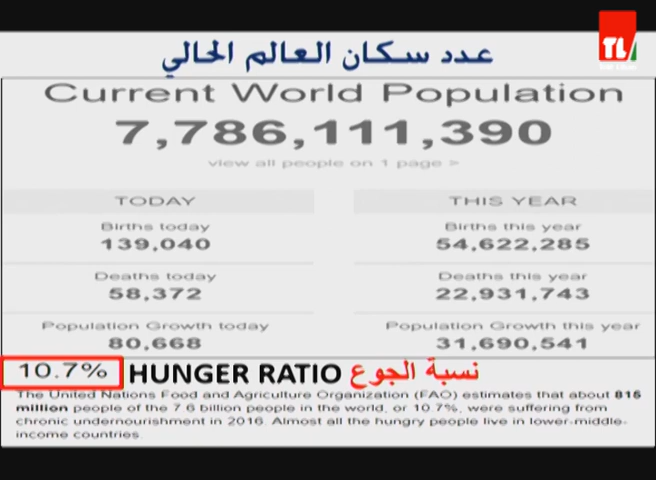 TL
عدد سكان العالم الحالي
Current World Population
7,786,111,390
view all people on 1 page >
TODAY
THIS YEAR
Births today
139,040
Births this year
54,622,285
Deaths today
58,372
Deaths this year
22,931,743
Population Growth today
80,668
Population Growth this year
31,690,541
10.7% HUNGER RATIO نسبة الجوع
The United Nations Food and Agriculture Organization (FAO) estimates that about 815
million people of the 7.6 billion people in the world, or 10.7%, were suffering from
chronic undernourishment in 2016. Almost all the hungry people live in lower-middle-
income countries.